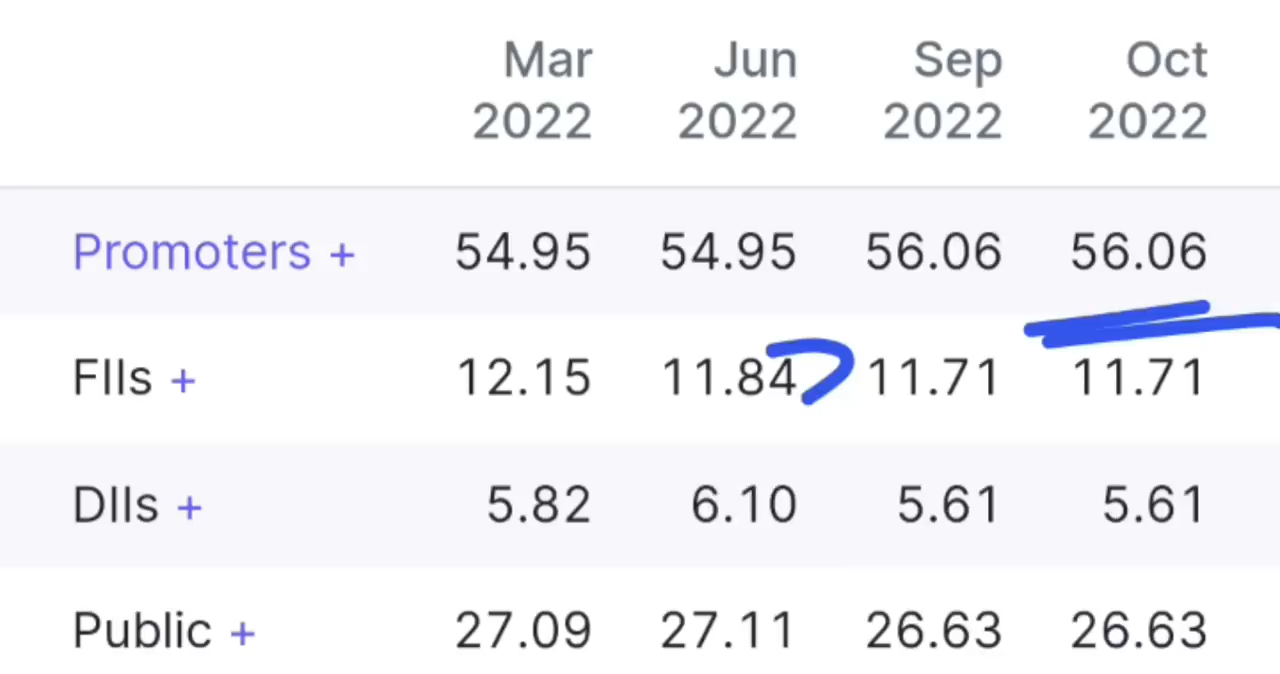 Mar Jun Sep Oct
2022 2022 2022 2022
Promoters + 54.95 54.95 56.06 56.06
FIIs + 12.15 11.84 11.71 11.71
DIIs + 5.82 6.10 5.61 5.61
Public + 27.09 27.11 26.63 26.63